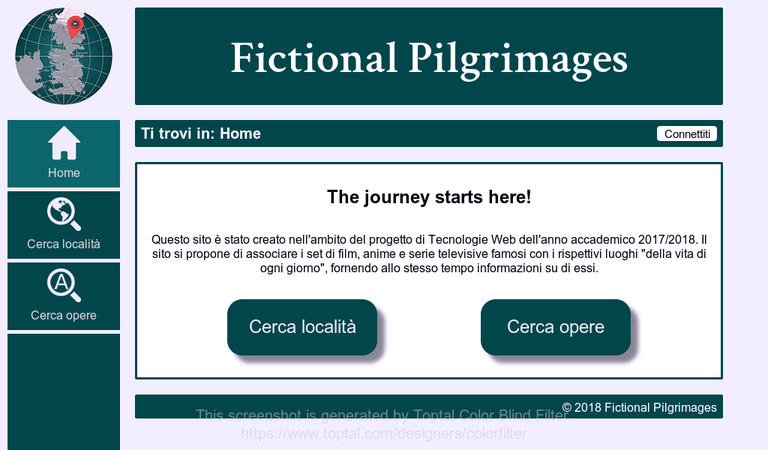 Fictional Pilgrimages
Ti trovi in: Home
Connettiti
Home
Cerca località
Cerca opere
The journey starts here!
Questo sito è stato creato nell'ambito del progetto di Tecnologie Web dell'anno accademico 2017/2018. Il
sito si propone di associare i set di film, anime e serie televisive famosi con i rispettivi luoghi "della vita di
ogni giorno", fornendo allo stesso tempo informazioni su di essi.
Cerca località
Cerca opere
© 2018 Fictional Pilgrimages
This screenshot is generated by Toptal Color Blind Filter
https://www.toptal.com/designers/colorfilter